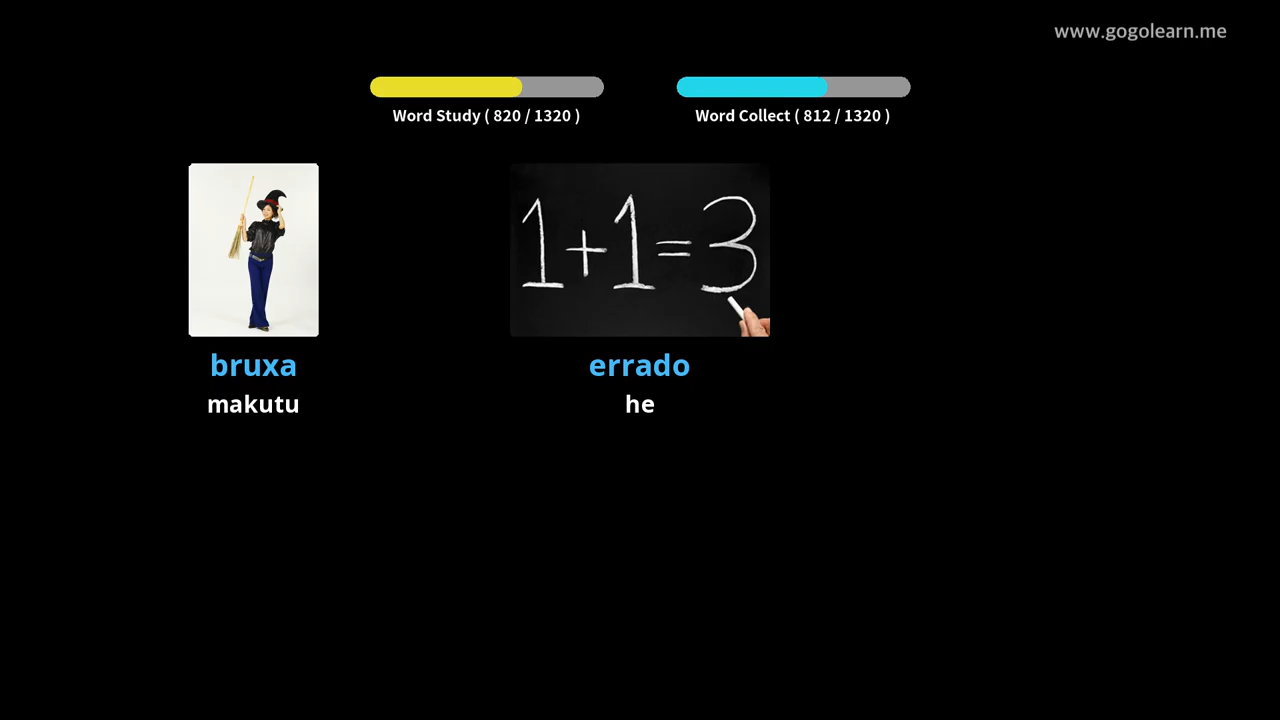 www.gogolearn.me
Word Study ( 820 / 1320 )
Word Collect ( 812 / 1320 )
1+1=3
bruxa
makutu
errado
he